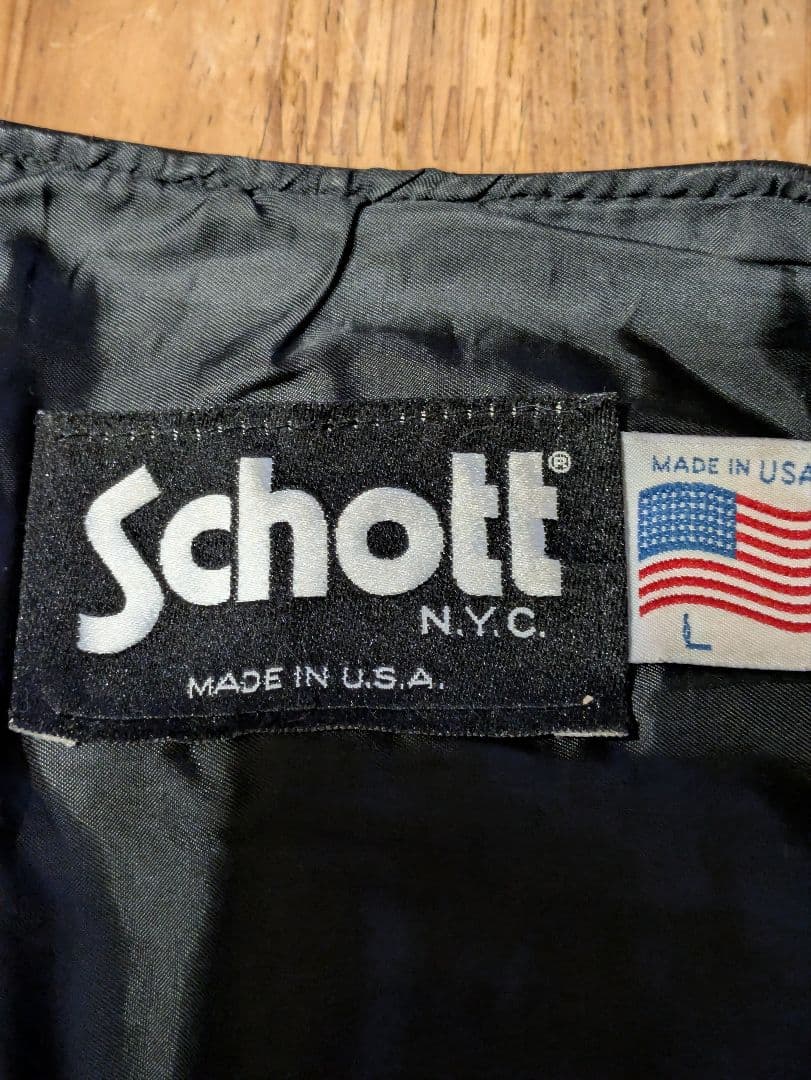 Schott®
N.Y.C.
MADE IN U.S.A.
MADE IN USA
L